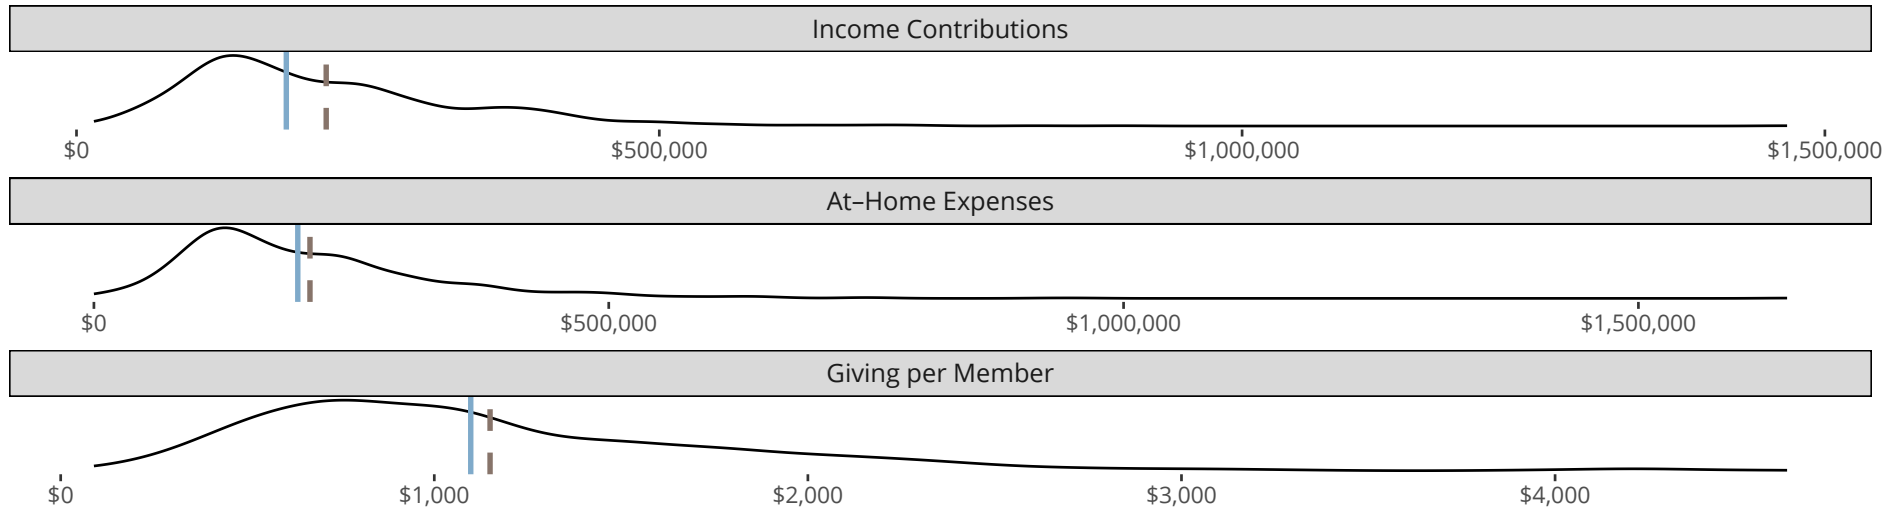 Income Contributions
$0 $500,000 $1,000,000 $1,500,000
At–Home Expenses
$0 $500,000 $1,000,000 $1,500,000
Giving per Member
$0 $1,000 $2,000 $3,000 $4,000